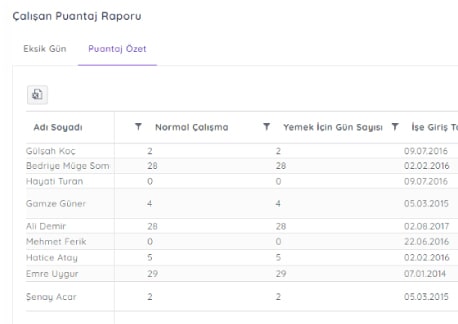 Çalışan Puantaj Raporu
Eksik Gün Puantaj Özet
Adı Soyadı Normal Çalışma Yemek İçin Gün Sayısı İşe Giriş T
Gülşah Koç 2 2 09.07.2016
Bedriye Müge Som 28 28 02.02.2016
Hayati Turan 0 0 09.07.2016
Gamze Güner 4 4 05.03.2015
Ali Demir 28 28 02.08.2017
Mehmet Ferik 0 0 22.06.2016
Hatice Atay 5 5 02.02.2016
Emre Uygur 29 29 07.01.2014
Şenay Acar 2 2 05.03.2015